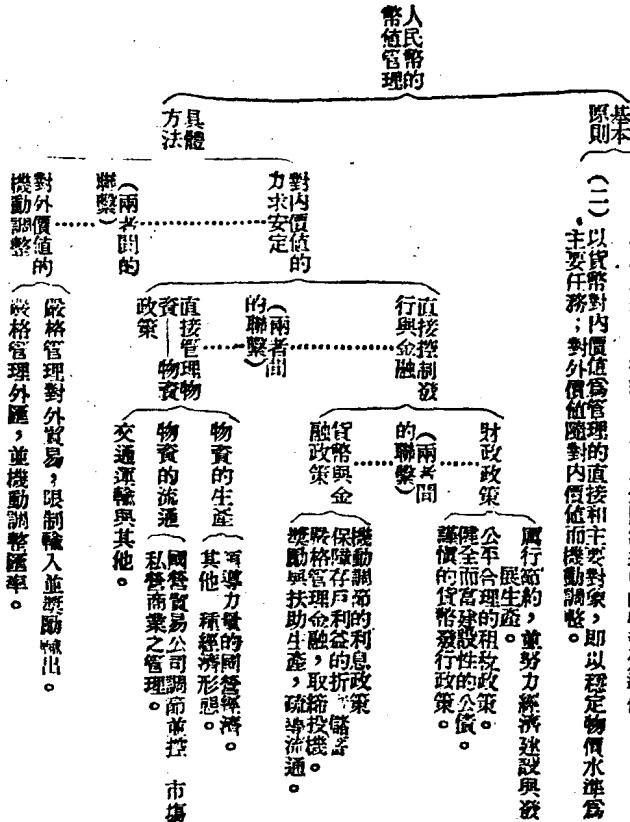 人民幣的
幣值管理
基本
原則
(二)以貨幣對內價值爲管理的直接和主要對象,即以穩定物價水準爲
主要任務;對外價值隨對內價值而機動調整。
具體
方法
對內價值的
力求安定
直接控制發
行與金融
財政政策
厲行節約,並努力經濟建設與發
展生產。
公平合理的租稅政策。
健全而富建設性的公債。
謹慎的貨幣發行政策。
(兩者間
的聯繫)
貨幣與金
融政策
機動調節的利息政策
保障存戶利益的折儲蓄
嚴格管理金融,取締投機。
獎勵與扶助生產,疏導流通。
(兩者間
的聯繫)
直接管理物
資——物資
政策
物資的生產
導力量的國營經濟。
其他 種經濟形態。
物資的流通
國營貿易公司調節並控 市場
私營商業之管理。
交通運輸與其他。
(兩者間的
聯繫)
對外價值的
機動調整
嚴格管理對外貿易,限制輸入並獎勵輸出。
嚴格管理外匯,並機動調整匯率。